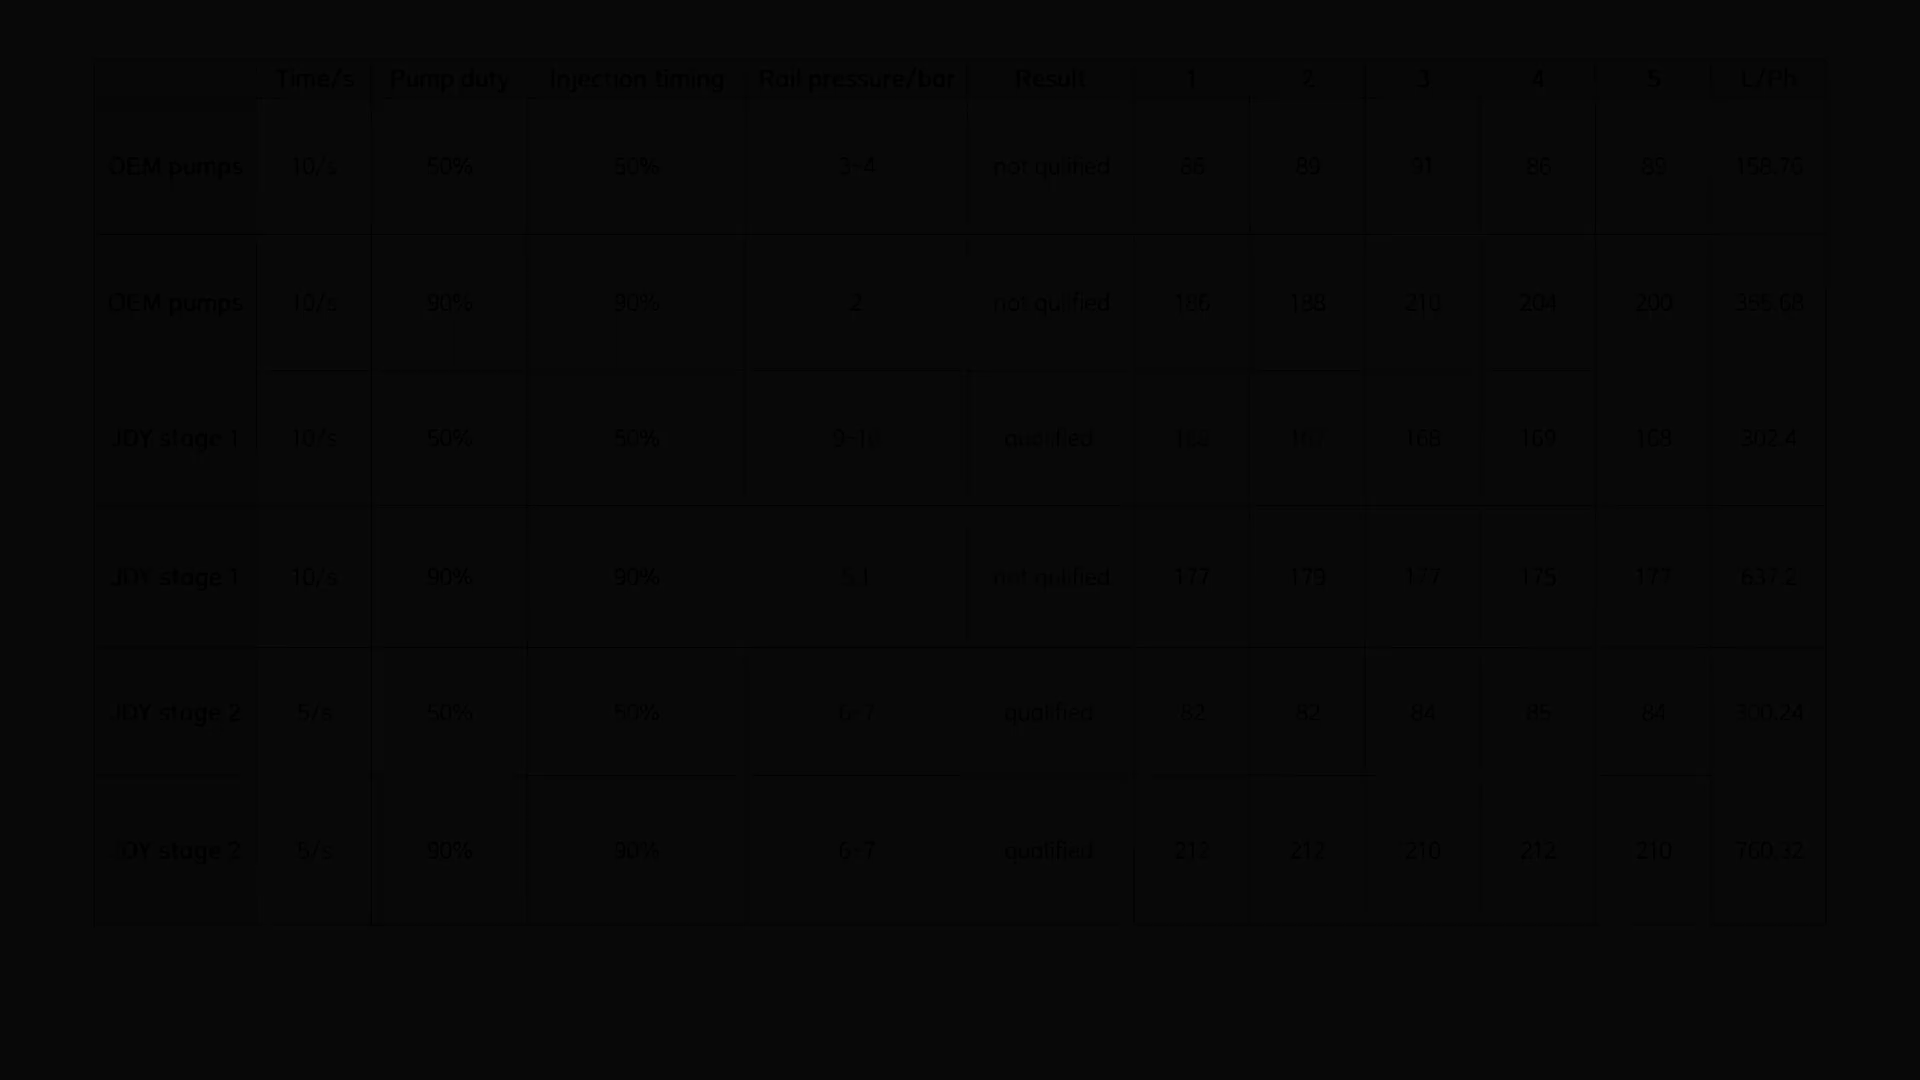 Time/s Pump duty Injection timing Rail pressure/bar Result 1 2 3 4 5 L/Ph
OEM pumps 10/s 50% 50% 3-4 not qulified 86 89 91 86 89 158.76
OEM pumps 10/s 90% 90% 2 not qulified 186 188 210 204 200
JDY stage 1 10/s 50% 50% 9-10 qualified 168 167 168 169 168 302.4
JDY stage 1 10/s 90% 90% 5.1 not qolified 177 179 177 175 177 637.2
JDY stage 2 5/s 50% 50% 6-7 qualified 82 82 84 85 84 300.24
JDY stage 2 5/s 90% 90% 6-7 qualified 212 212 210 212 210 760.32